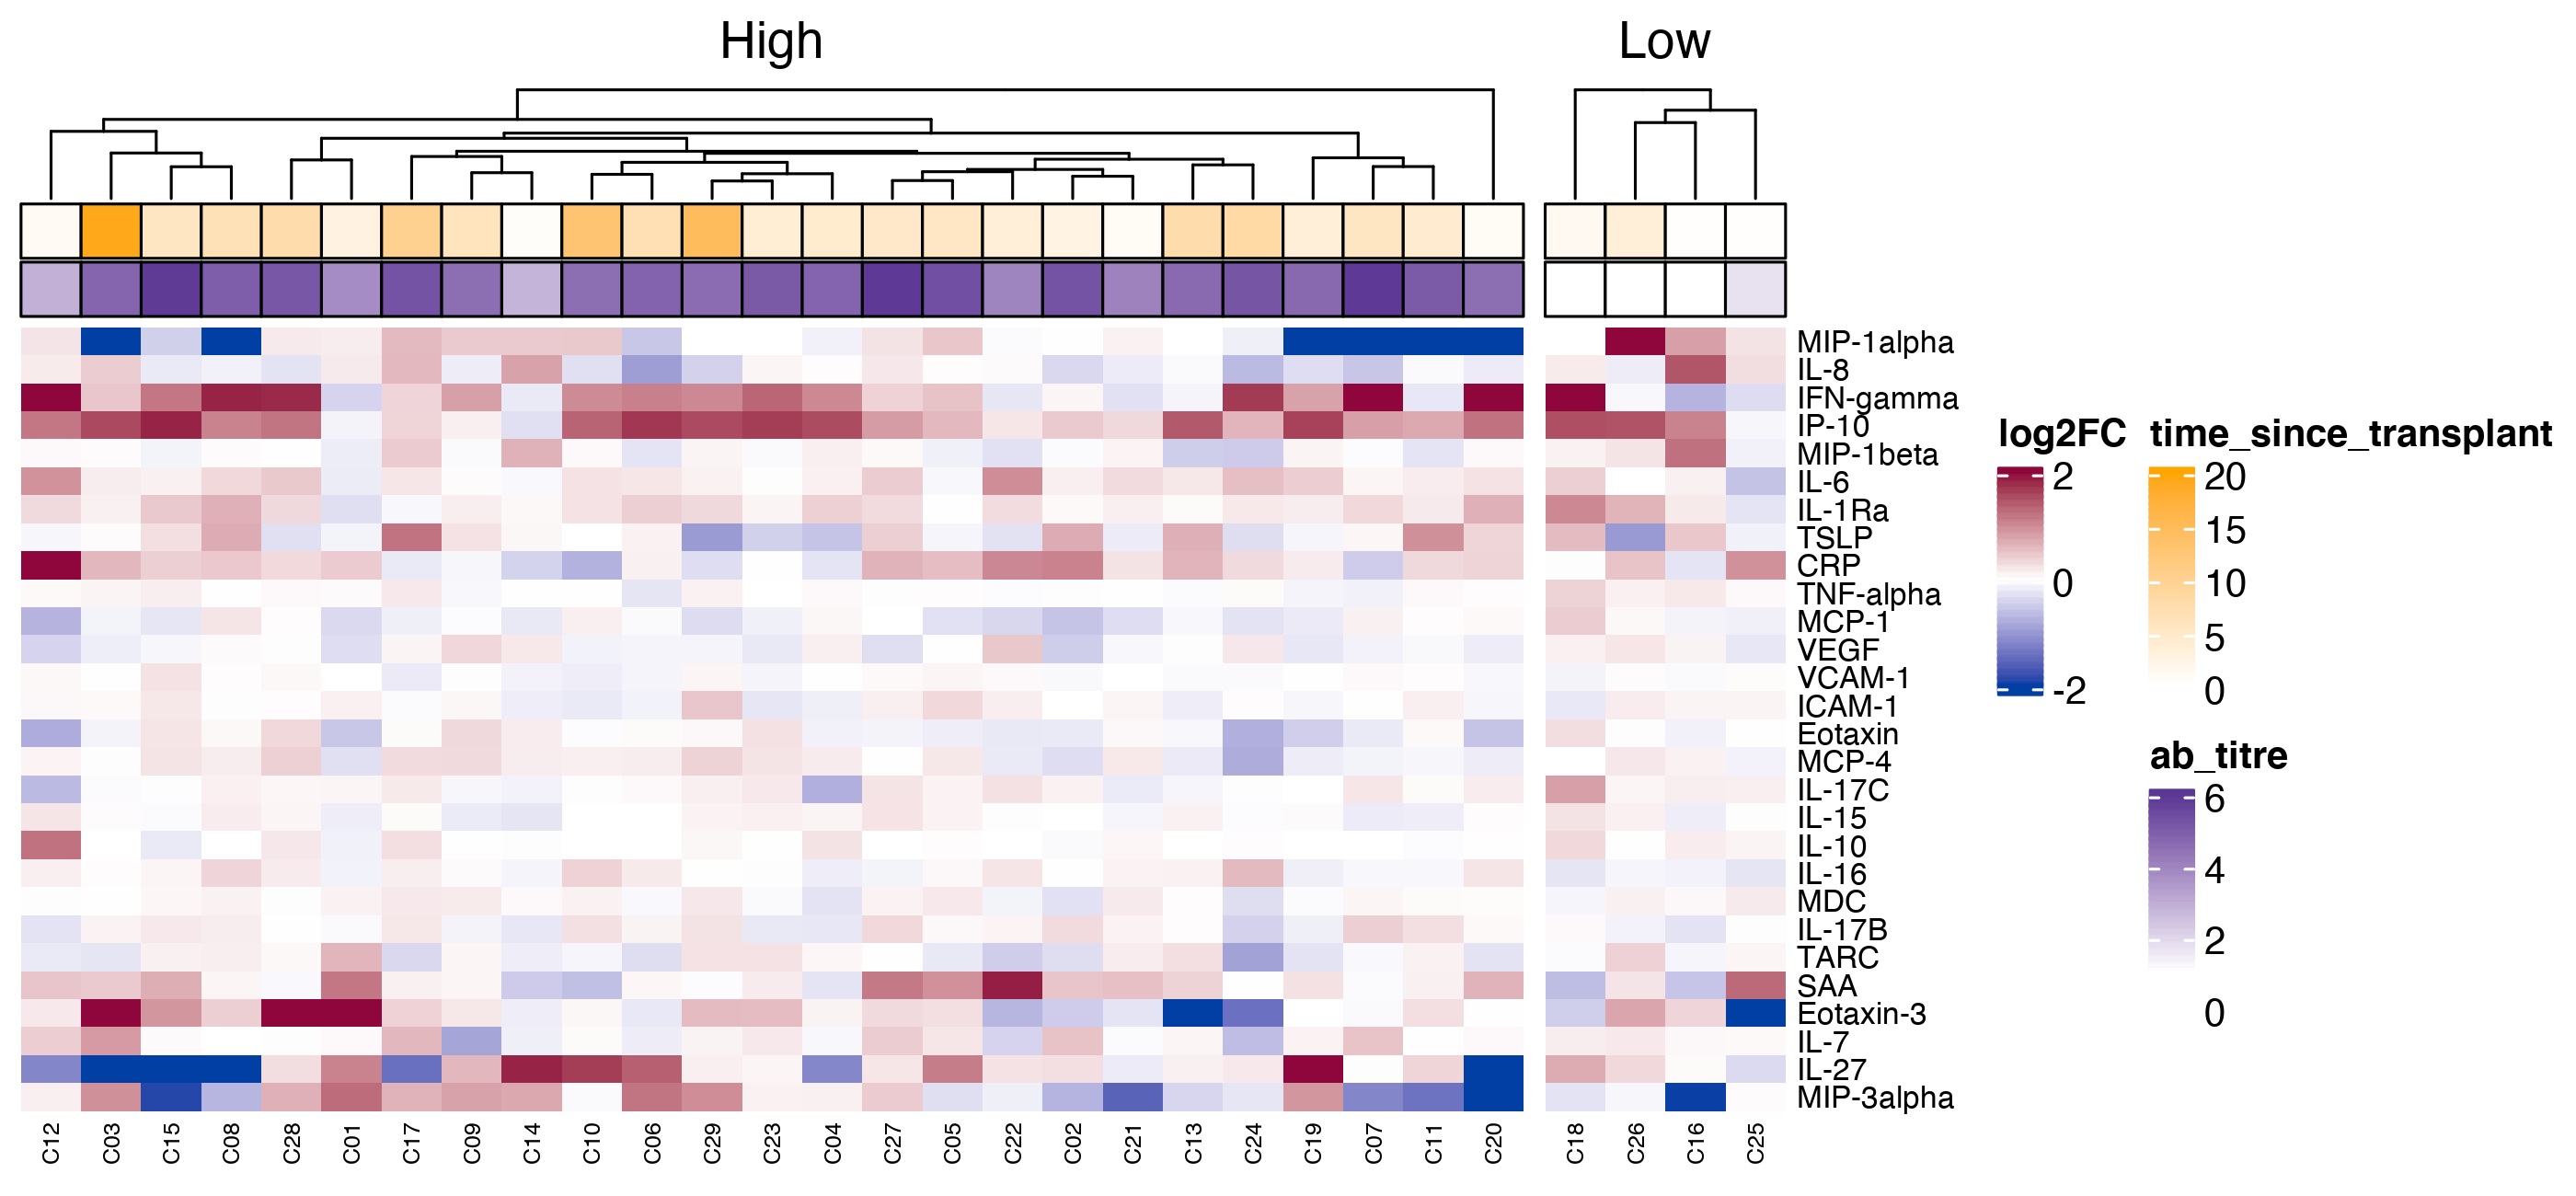 High Low
MIP-1alpha
IL-8
IFN-gamma
IP-10
MIP-1beta
IL-6
IL-1Ra
TSLP
CRP
TNF-alpha
MCP-1
VEGF
VCAM-1
ICAM-1
Eotaxin
MCP-4
IL-17C
IL-15
IL-10
IL-16
MDC
IL-17B
TARC
SAA
Eotaxin-3
IL-7
IL-27
MIP-3alpha
C12 C03 C15 C08 C28 C01 C17 C09 C14 C10 C06 C29 C23 C04 C27 C05 C22 C02 C21 C13 C24 C19 C07 C11 C20 C18 C26 C16 C25
log2FC
2
0
-2
time_since_transplant
20
15
10
5
0
ab_titre
6
4
2
0